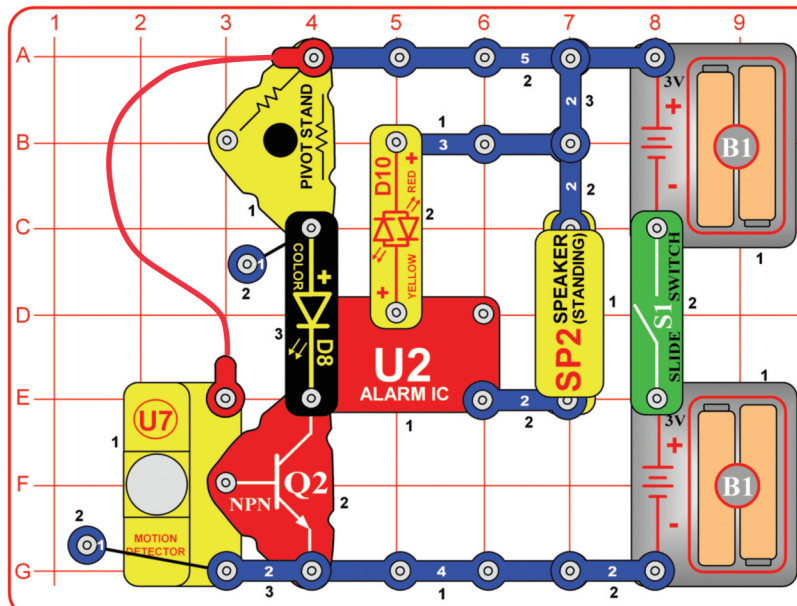 1 2 3 4 5 6 7 8 9
A
B
C
D
E
F
G
5
2
2
3
3V
+
-
B1
1
PIVOT STAND
1
1
2
1
3
D10
RED +
YELLOW +
2
2
2
COLOR +
D8
3
U2
ALARM IC
1
SP2
SPEAKER
(STANDING)
1
S1
SLIDE SWITCH
2
2
2
U7
MOTION
DETECTOR
1
1
2
NPN
Q2
2
3V
+
-
B1
1
2
3
4
1
2
2